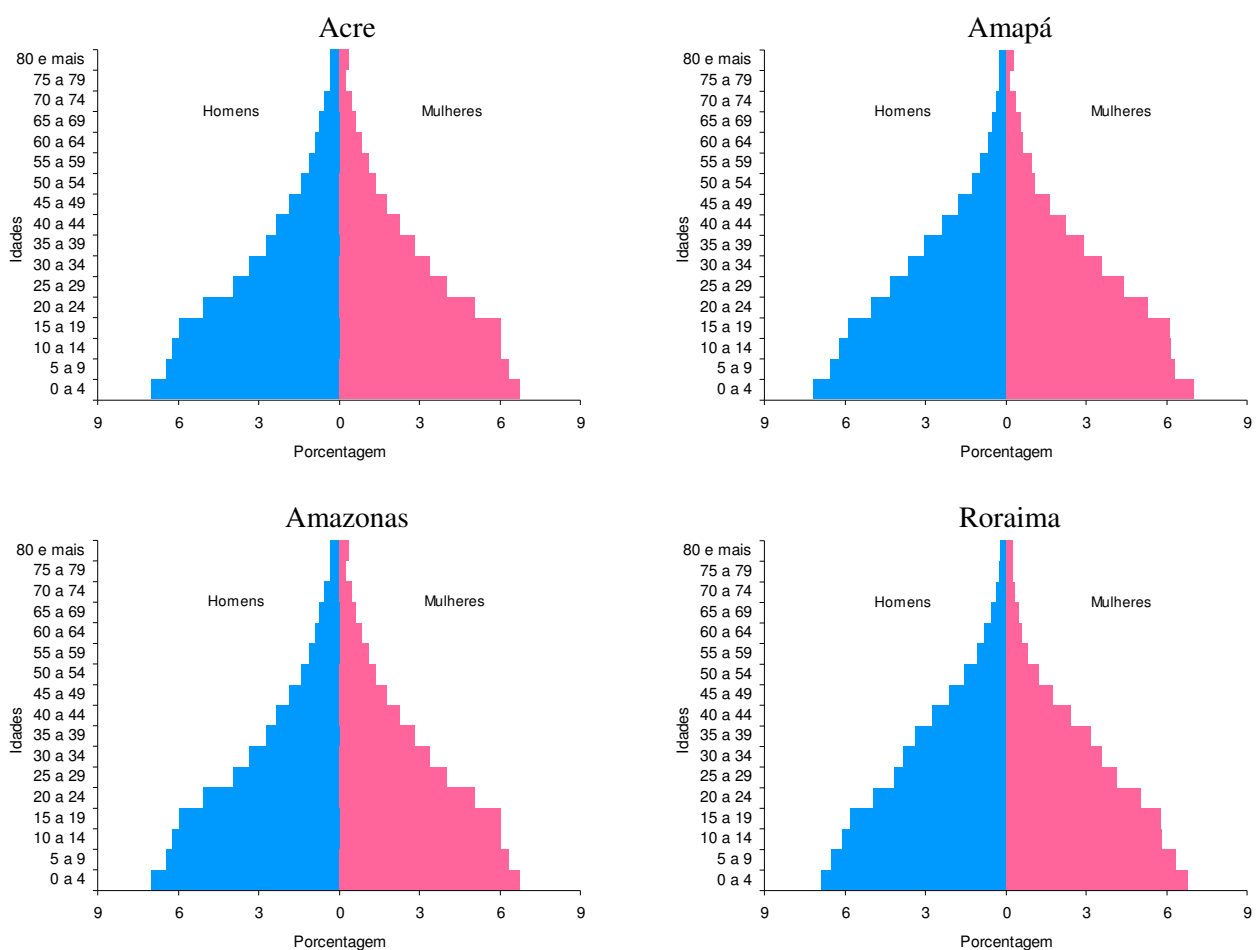 Acre
80 e mais
75 a 79
70 a 74
65 a 69
60 a 64
55 a 59
50 a 54
45 a 49
40 a 44
35 a 39
30 a 34
25 a 29
20 a 24
15 a 19
10 a 14
5 a 9
0 a 4
Idades
Homens
Mulheres
9 6 3 0 3 6 9
Porcentagem
Amapá
80 e mais
75 a 79
70 a 74
65 a 69
60 a 64
55 a 59
50 a 54
45 a 49
40 a 44
35 a 39
30 a 34
25 a 29
20 a 24
15 a 19
10 a 14
5 a 9
0 a 4
Idades
Homens
Mulheres
9 6 3 0 3 6 9
Porcentagem
Amazonas
80 e mais
75 a 79
70 a 74
65 a 69
60 a 64
55 a 59
50 a 54
45 a 49
40 a 44
35 a 39
30 a 34
25 a 29
20 a 24
15 a 19
10 a 14
5 a 9
0 a 4
Idades
Homens
Mulheres
9 6 3 0 3 6 9
Porcentagem
Roraima
80 e mais
75 a 79
70 a 74
65 a 69
60 a 64
55 a 59
50 a 54
45 a 49
40 a 44
35 a 39
30 a 34
25 a 29
20 a 24
15 a 19
10 a 14
5 a 9
0 a 4
Idades
Homens
Mulheres
9 6 3 0 3 6 9
Porcentagem